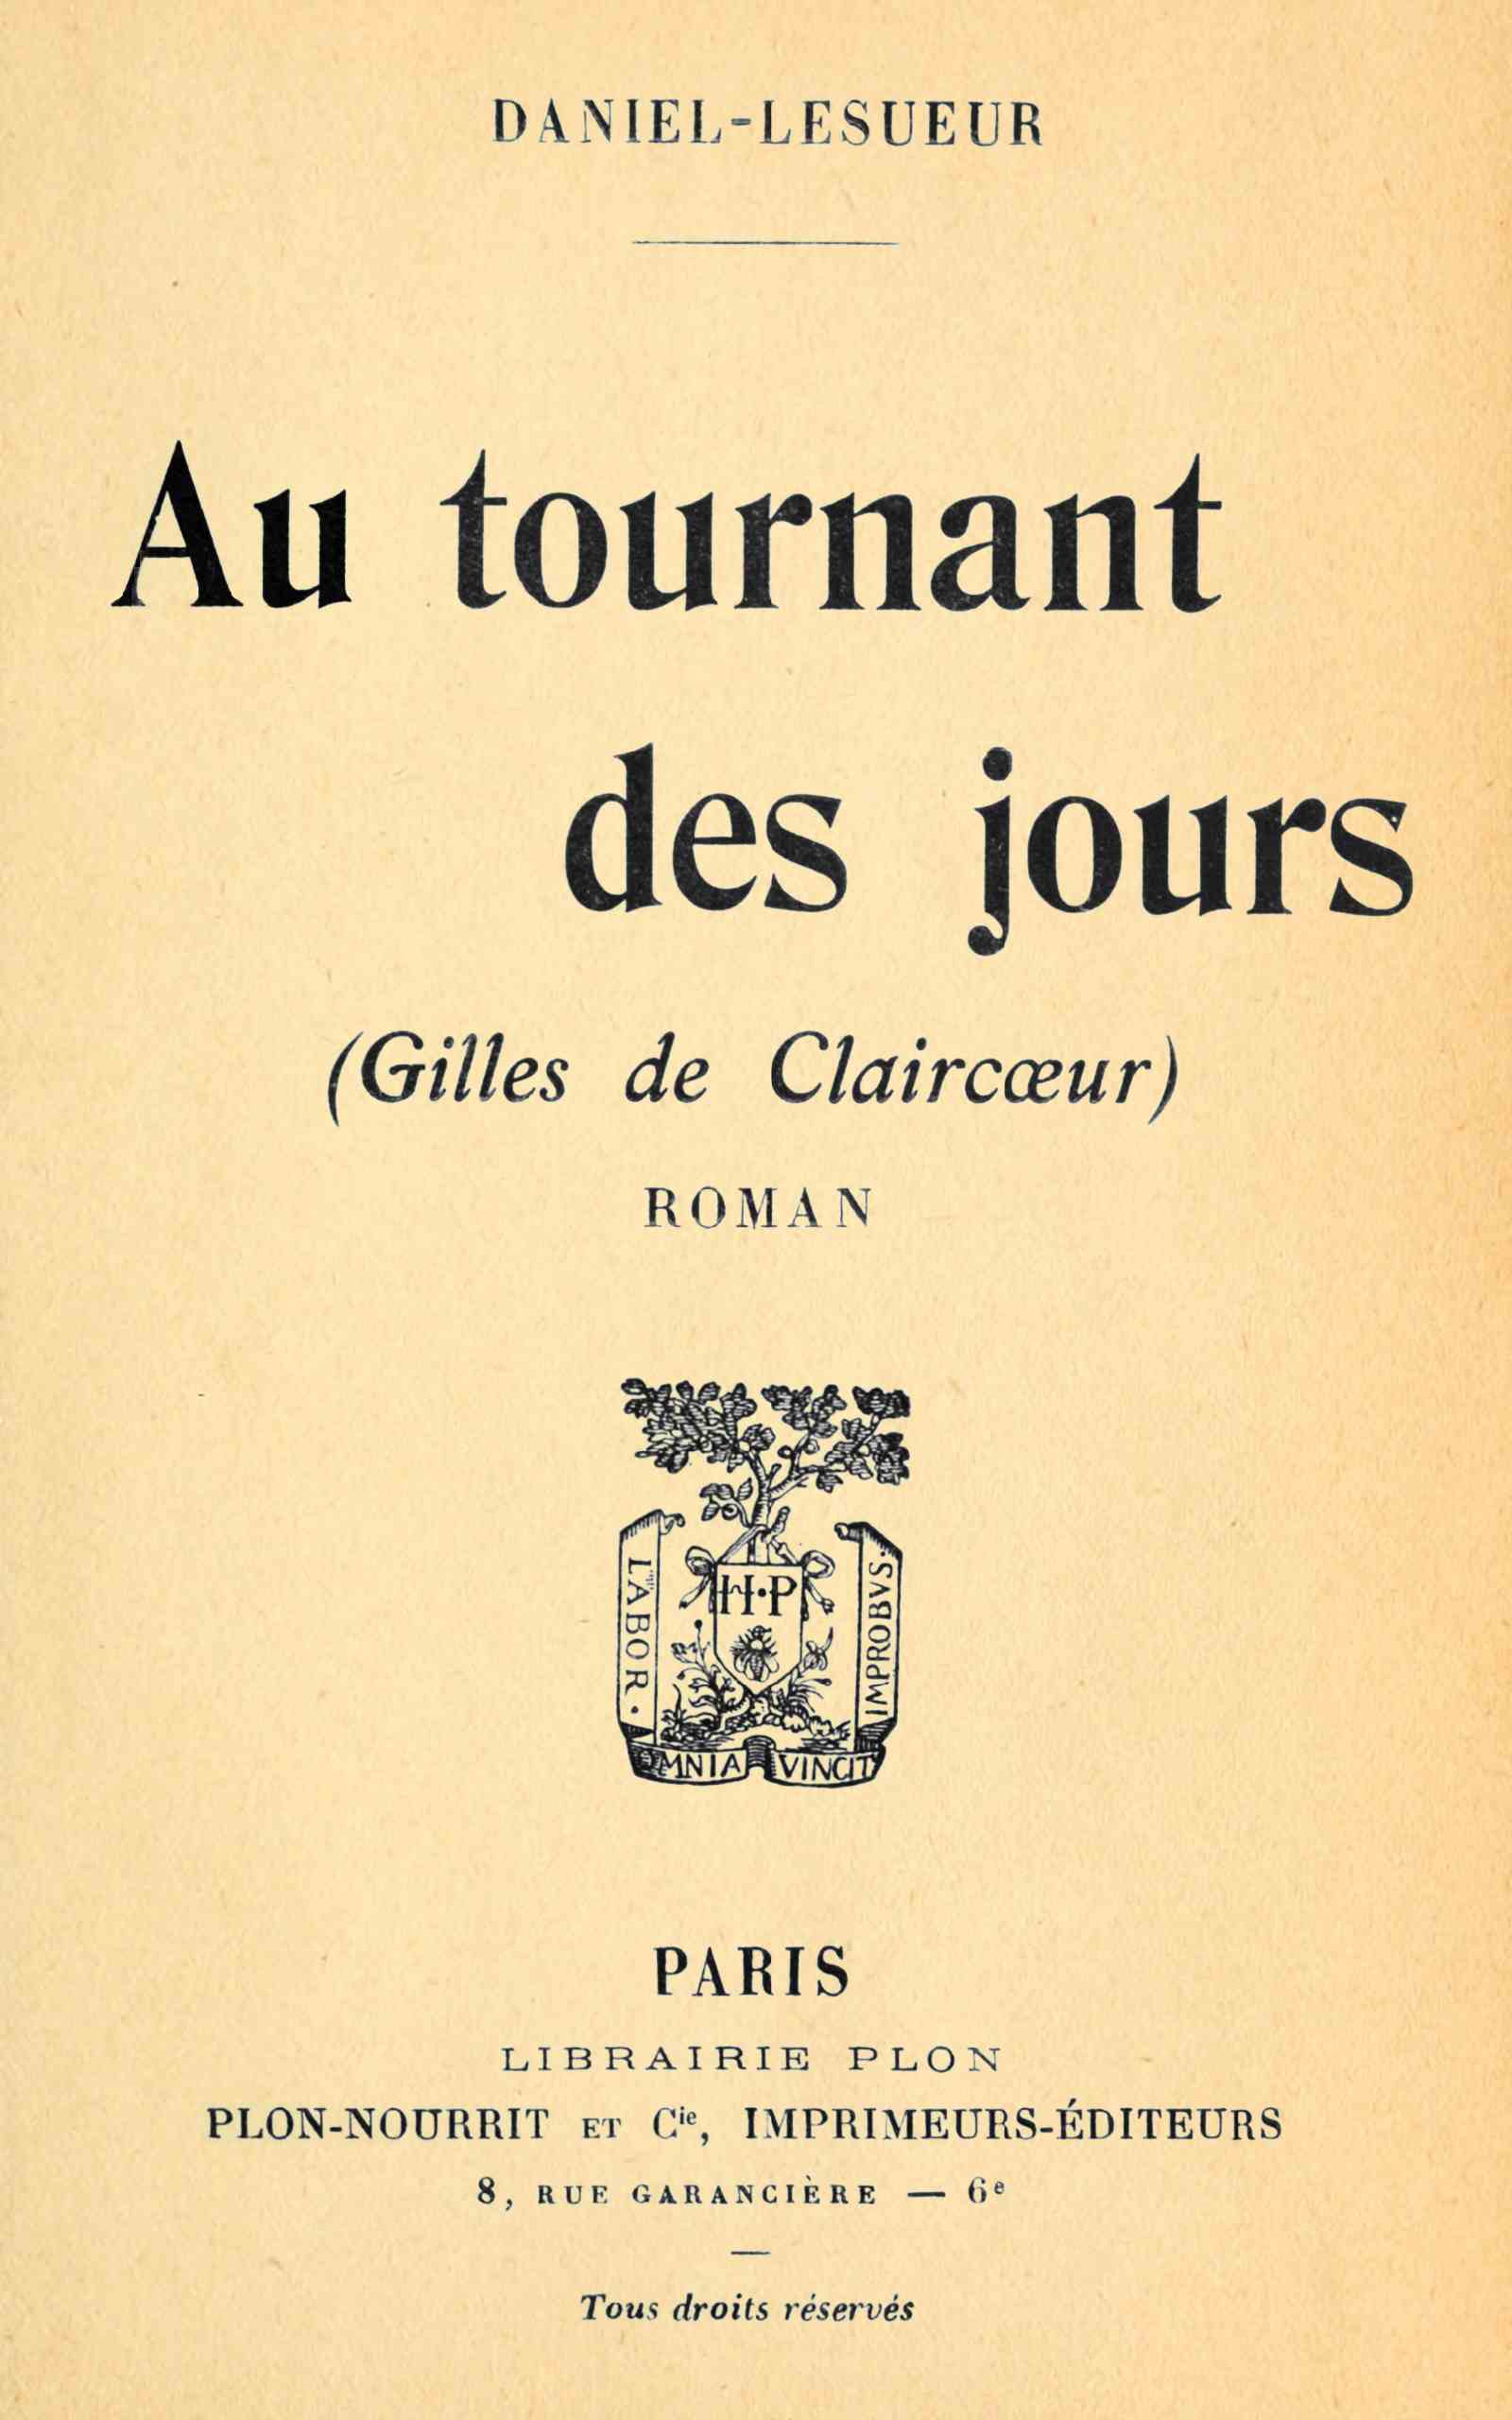 DANIEL-LESUEUR
Au tournant
des jours
(Gilles de Claircœur)
ROMAN
H·P
LABOR·
IMPROBVS·
OMNIA VINCIT
PARIS
LIBRAIRIE PLON
PLON-NOURRIT ET Cie, IMPRIMEURS-ÉDITEURS
8, RUE GARANCIÈRE — 6e
Tous droits réservés